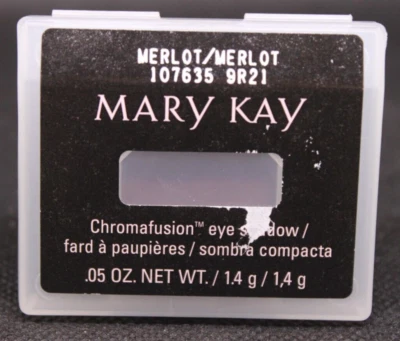 MERLOT/MERLOT
107635 9R21
MARY KAY
Chromafusion™ eye shadow /
fard à paupières / sombra compacta
.05 OZ. NET WT. / 1.4 g / 1,4 g